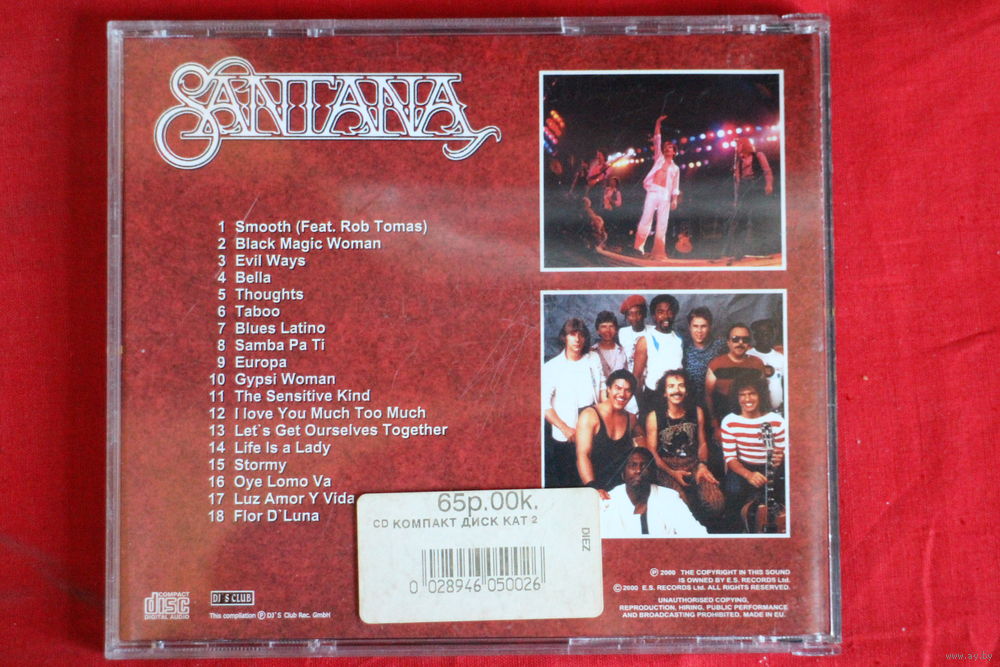 SANTANA
1 Smooth (Feat. Rob Tomas)
2 Black Magic Woman
3 Evil Ways
4 Bella
5 Thoughts
6 Taboo
7 Blues Latino
8 Samba Pa Ti
9 Europa
10 Gypsi Woman
11 The Sensitive Kind
12 I love You Much Too Much
13 Let`s Get Ourselves Together
14 Life Is a Lady
15 Stormy
16 Oye Lomo Va
17 Luz Amor Y Vida
18 Flor D`Luna
65р.00к.
CD КОМПАКТ ДИСК КАТ 2
DIEZ
0 028946 050026
COMPACT
disc
DIGITAL AUDIO
DJ`S CLUB
This compilation ℗ DJ`S Club Rec. GmbH
℗ 2000 THE COPYRIGHT IN THIS SOUND
IS OWNED BY E.S. RECORDS Ltd.
© 2000 E.S. RECORDS Ltd. ALL RIGHTS RESERVED.
UNAUTHORISED COPYING,
REPRODUCTION, HIRING, PUBLIC PERFORMANCE
AND BROADCASTING PROHIBITED. MADE IN EU.
www.ay.by